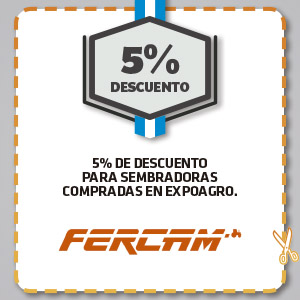 5%
DESCUENTO
5% DE DESCUENTO
PARA SEMBRADORAS
COMPRADAS EN EXPOAGRO.
FERCAM